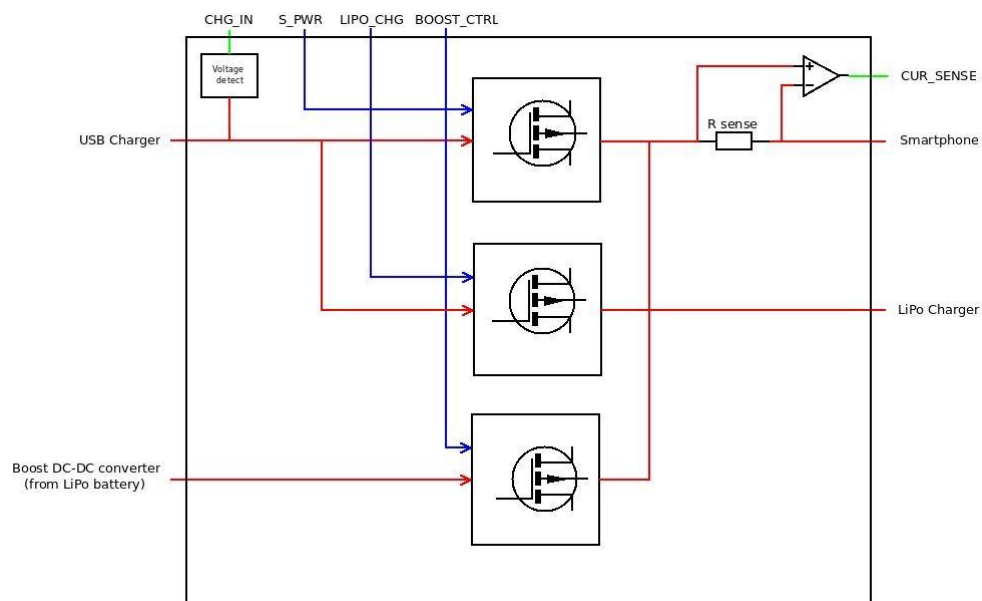 CHG_IN
S_PWR
LIPO_CHG
BOOST_CTRL
Voltage
detect
CUR_SENSE
USB Charger
R sense
Smartphone
LiPo Charger
Boost DC-DC converter
(from LiPo battery)